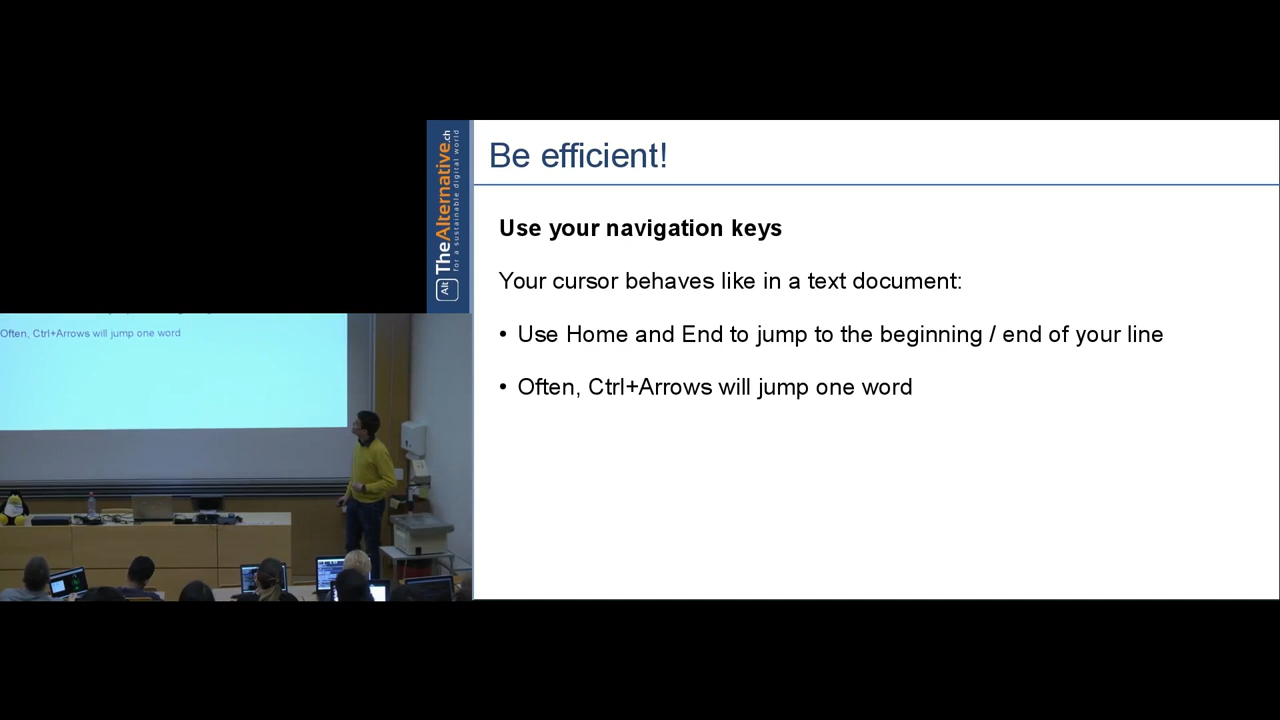 Be efficient!
Alt TheAlternative.ch
for a sustainable digital world
Use your navigation keys
Your cursor behaves like in a text document:
• Use Home and End to jump to the beginning / end of your line
• Often, Ctrl+Arrows will jump one word
Often, Ctrl+Arrows will jump one word